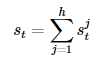 $s_t = \sum_{j=1}^{h} s_t^j$